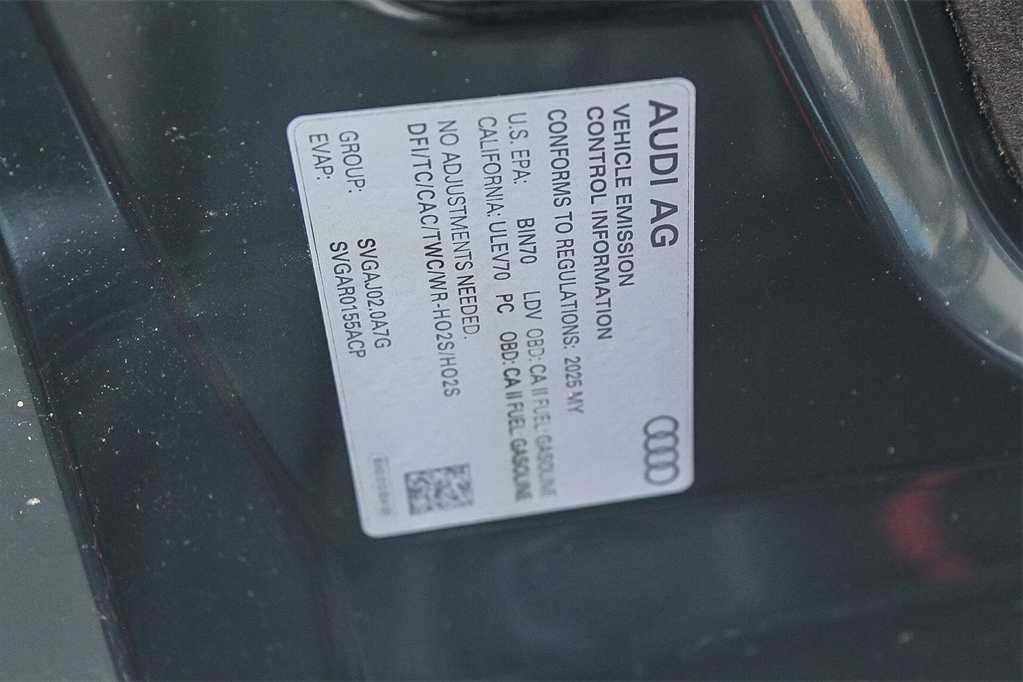 AUDI AG
VEHICLE EMISSION
CONTROL INFORMATION
CONFORMS TO REGULATIONS: 2025 MY
U.S. EPA: BIN70 LDV OBD: CA II FUEL: GASOLINE
CALIFORNIA: ULEV70 PC OBD: CA II FUEL: GASOLINE
NO ADJUSTMENTS NEEDED.
DFI/TC/CAC/TWC/WR-HO2S/HO2S
GROUP: SVGAJ02.0A7G
EVAP: SVGAR0155ACP